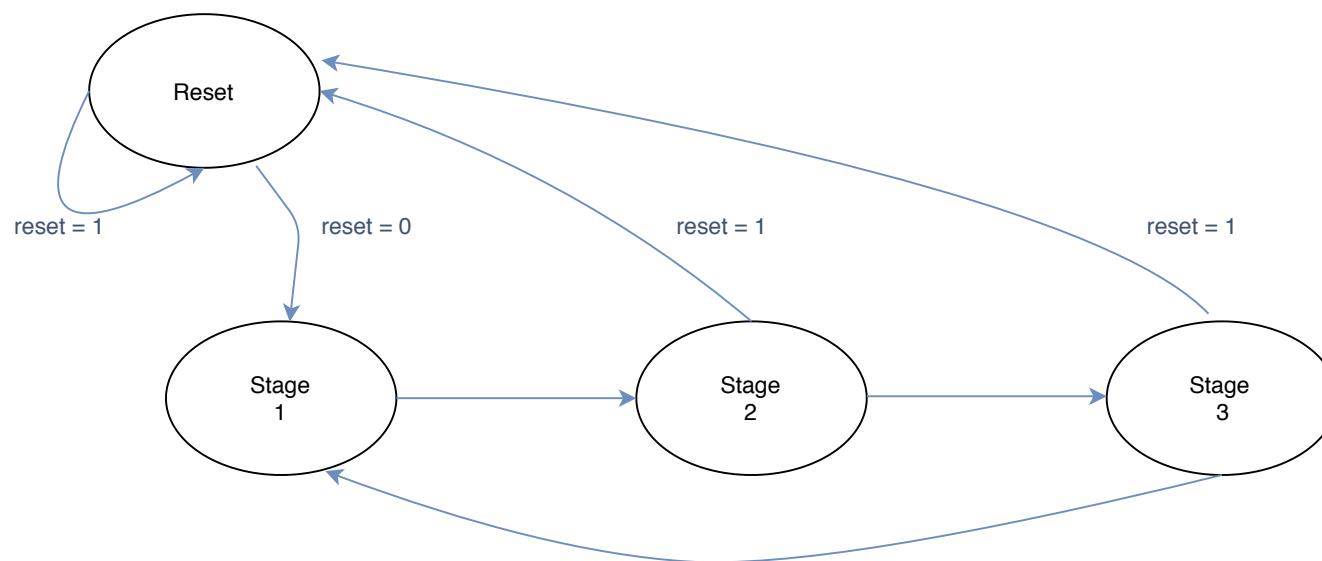 Reset
reset = 1
reset = 0
reset = 1
reset = 1
Stage
1
Stage
2
Stage
3